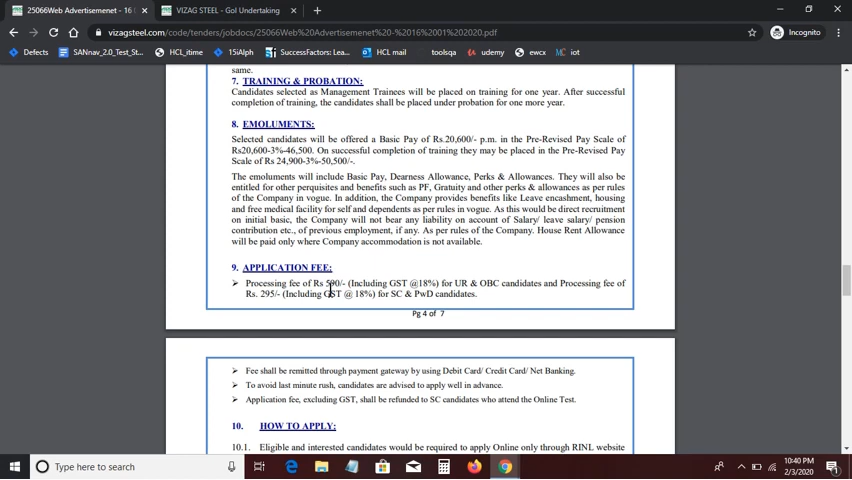 25066Web Advertisemenet - 16
VIZAG STEEL - GoI Undertaking
vizagsteel.com/code/tenders/jobdocs/25066Web%20Advertisemenet%20-%2016%2001%202020.pdf
Incognito
Defects
SANnav_2.0_Test_St...
HCL_itime
15iAlph
SuccessFactors: Lea...
HCL mail
toolsqa
udemy
ewcx
iot
same.
7. TRAINING & PROBATION:
Candidates selected as Management Trainees will be placed on training for one year. After successful
completion of training, the candidates shall be placed under probation for one more year.
8. EMOLUMENTS:
Selected candidates will be offered a Basic Pay of Rs.20,600/- p.m. in the Pre-Revised Pay Scale of
Rs20,600-3%-46,500. On successful completion of training they may be placed in the Pre-Revised Pay
Scale of Rs 24,900-3%-50,500/-.
The emoluments will include Basic Pay, Dearness Allowance, Perks & Allowances. They will also be
entitled for other perquisites and benefits such as PF, Gratuity and other perks & allowances as per rules
of the Company in vogue. In addition, the Company provides benefits like Leave encashment, housing
and free medical facility for self and dependents as per rules in vogue. As this would be direct recruitment
on initial basic, the Company will not bear any liability on account of Salary/ leave salary/ pension
contribution etc., of previous employment, if any. As per rules of the Company. House Rent Allowance
will be paid only where Company accommodation is not available.
9. APPLICATION FEE:
➢ Processing fee of Rs 590/- (Including GST @18%) for UR & OBC candidates and Processing fee of
Rs. 295/- (Including GST @ 18%) for SC & PwD candidates.
Pg 4 of 7
➢ Fee shall be remitted through payment gateway by using Debit Card/ Credit Card/ Net Banking.
➢ To avoid last minute rush, candidates are advised to apply well in advance.
➢ Application fee, excluding GST, shall be refunded to SC candidates who attend the Online Test.
10. HOW TO APPLY:
10.1. Eligible and interested candidates would be required to apply Online only through RINL website
Type here to search
10:40 PM
2/3/2020